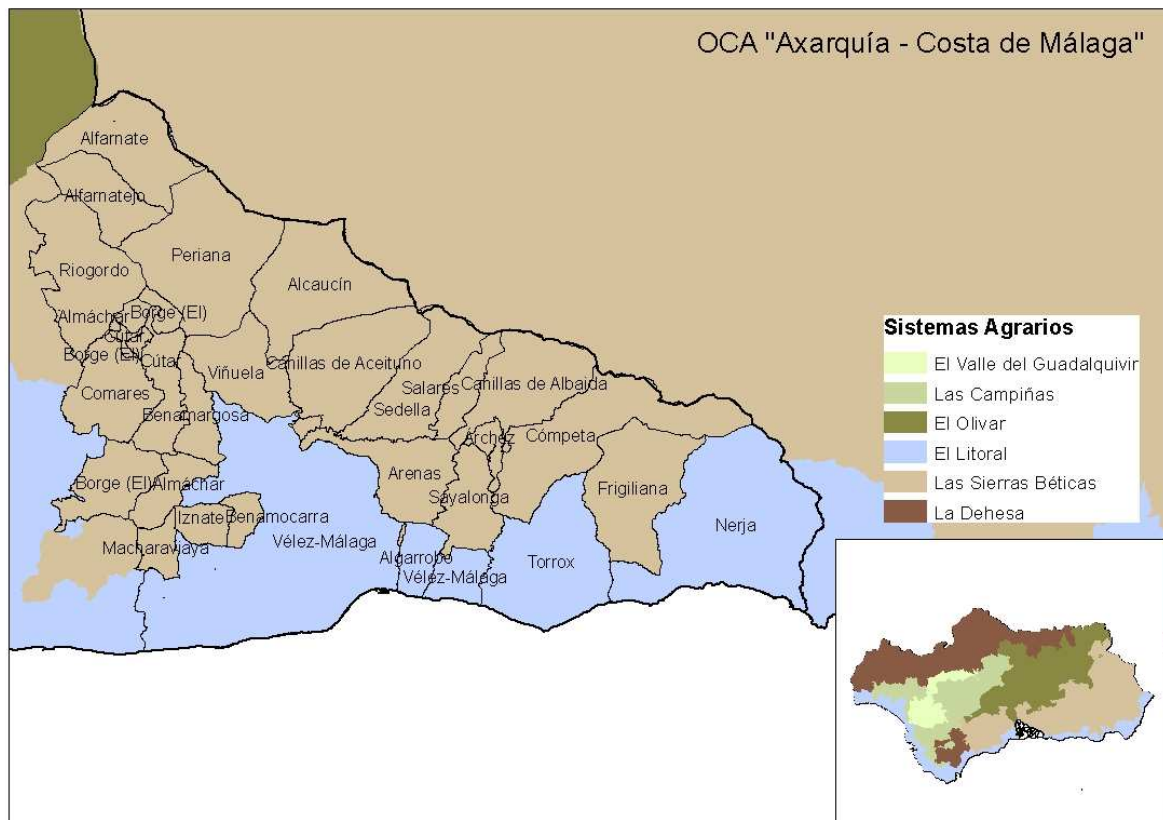 OCA "Axarquía - Costa de Málaga"
Alfarnate
Alfarnatejo
Periana
Riogordo
Alcaucín
Almáchar
Borge (El)
Cútar
Borge (El)
Cútar
Viñuela
Canillas de Aceituno
Salares
Canillas de Albaida
Comares
Sedella
Benamargosa
Árchez
Cómpeta
Arenas
Borge (El)
Almáchar
Sayalonga
Frigiliana
Iznate
Benamocarra
Nerja
Macharaviaya
Vélez-Málaga
Algarrobo
Torrox
Vélez-Málaga
Sistemas Agrarios
El Valle del Guadalquivir
Las Campiñas
El Olivar
El Litoral
Las Sierras Béticas
La Dehesa